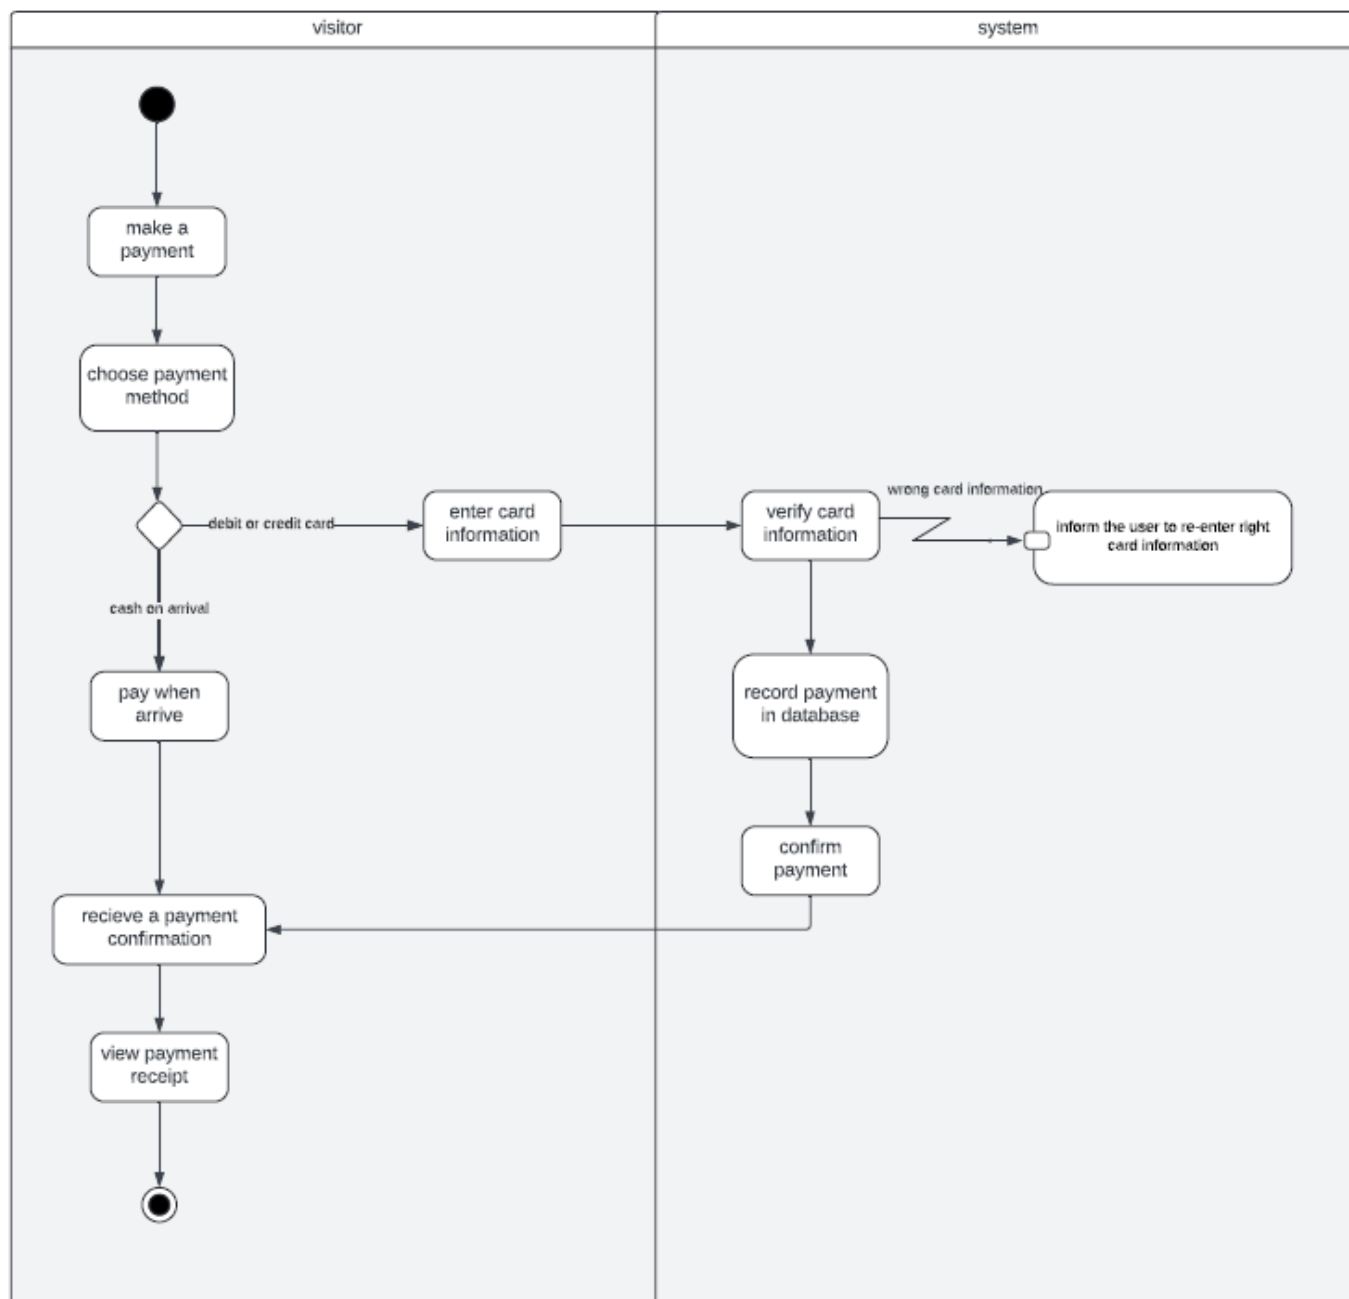 visitor
system
make a
payment
choose payment
method
debit or credit card
enter card
information
verify card
information
wrong card information
inform the user to re-enter right
card information
cash on arrival
pay when
arrive
record payment
in database
confirm
payment
recieve a payment
confirmation
view payment
receipt